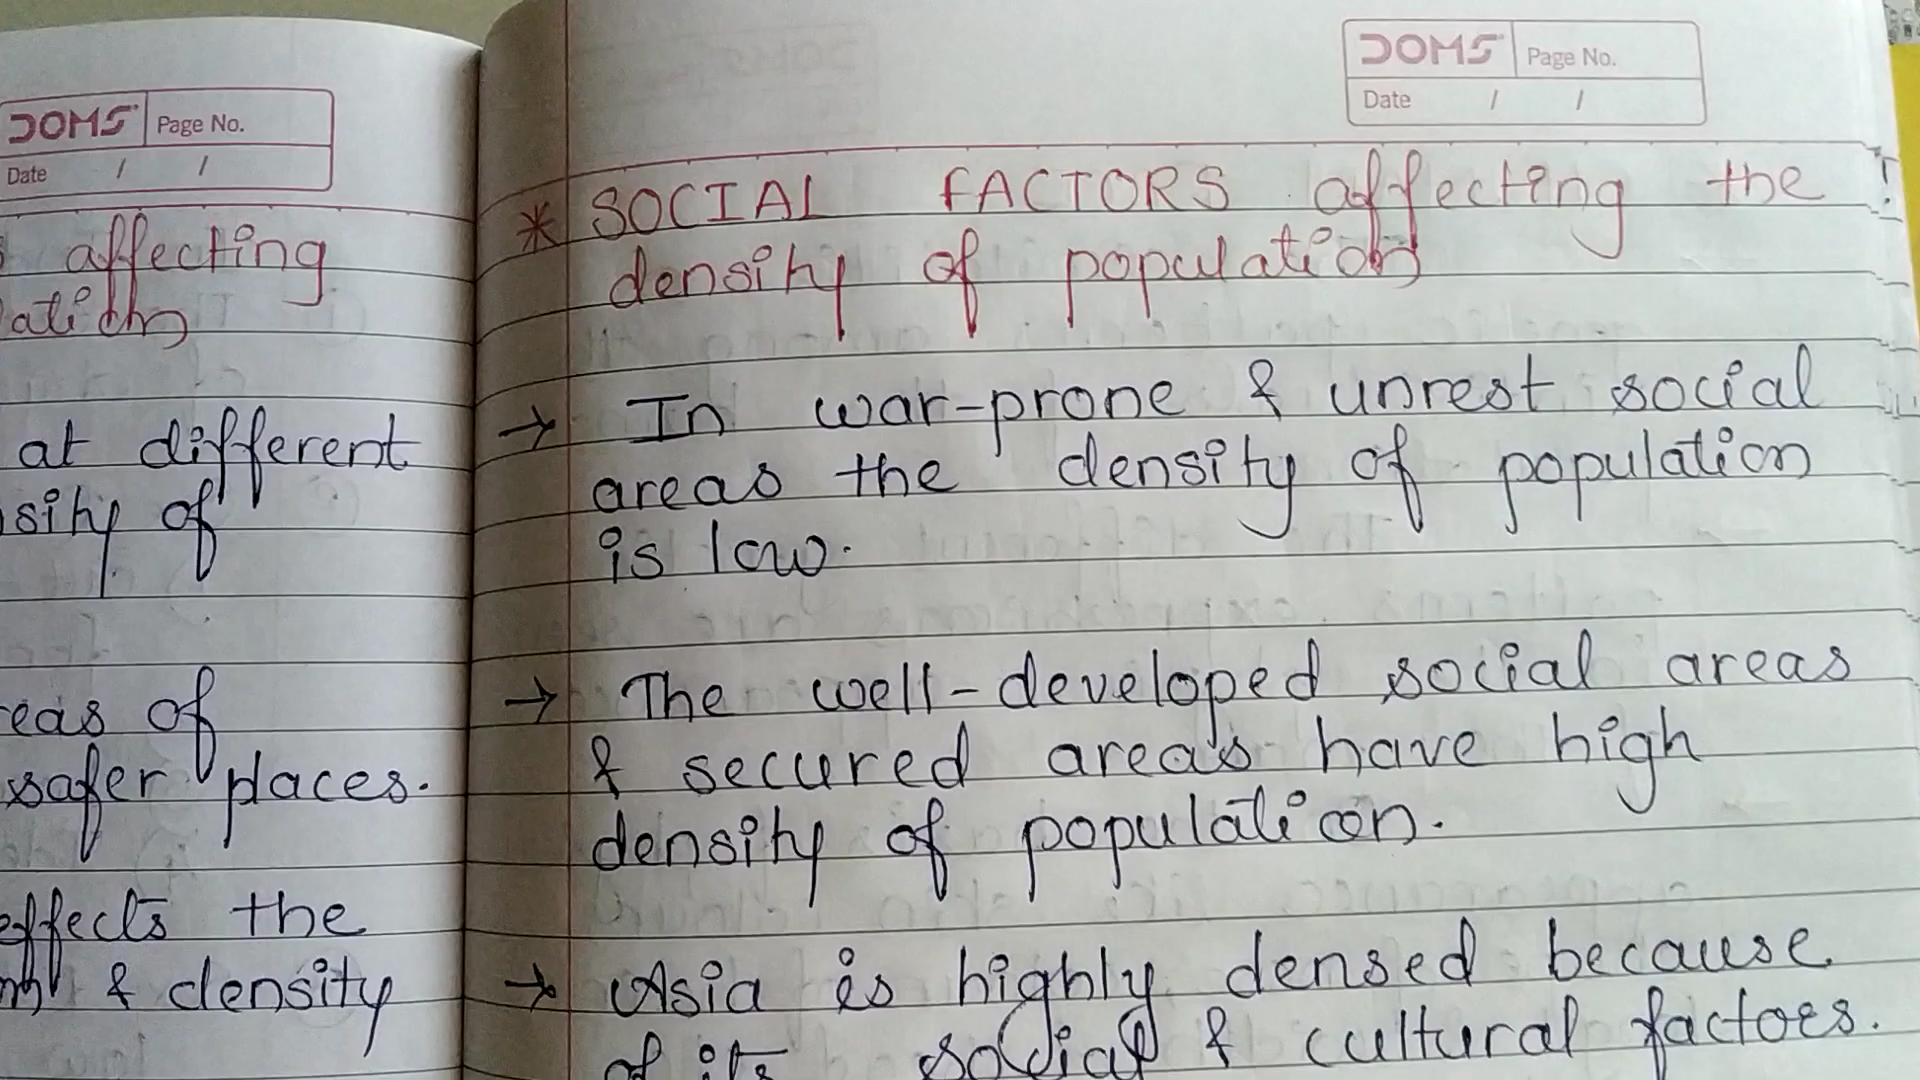 DOMS Page No.
Date / /
affecting
at different
sity of
eas of
safer places.
effects the
& density
DOMS Page No.
Date / /
* SOCIAL FACTORS affecting the
density of population
→ In war-prone & unrest social
areas the density of population
is low.
→ The well-developed social areas
& secured areas have high
density of population.
→ Asia is highly densed because
of its social & cultural factors.